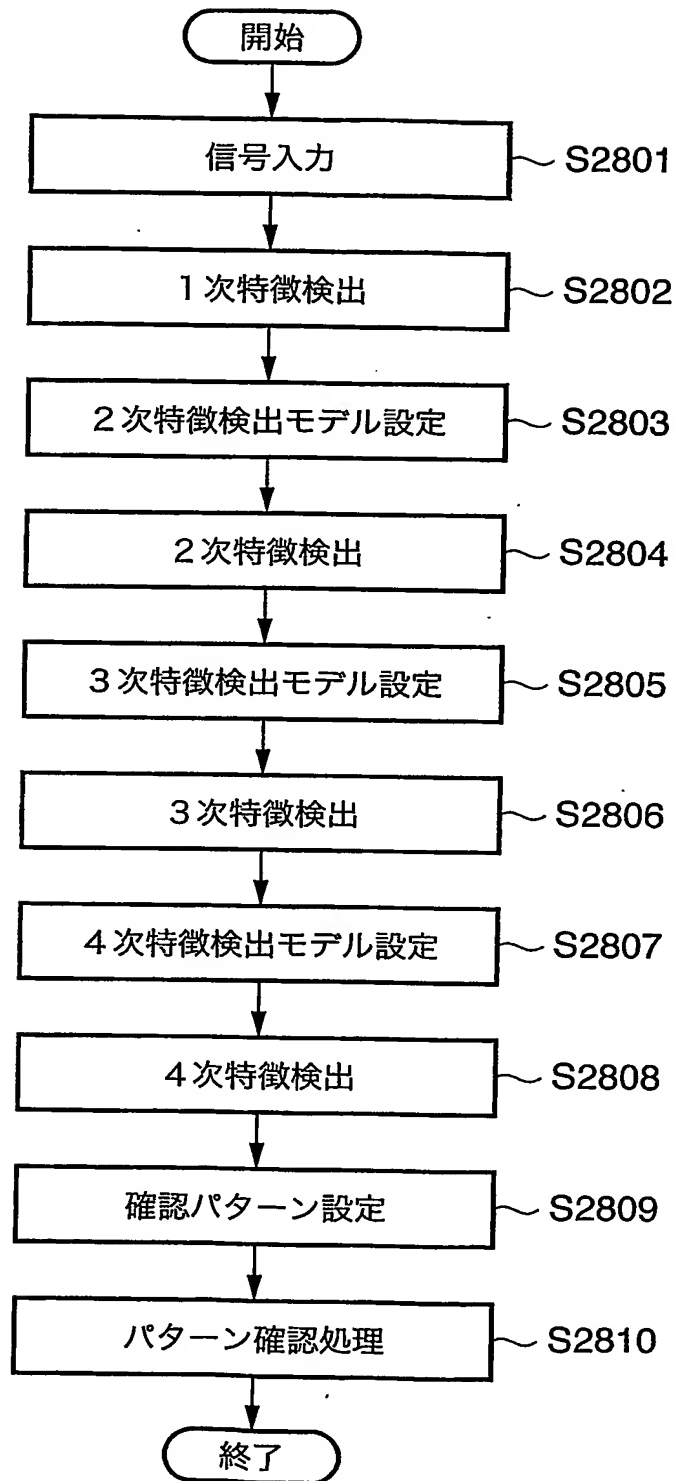 開始
信号入力 S2801
1次特徴検出 S2802
2次特徴検出モデル設定 S2803
2次特徴検出 S2804
3次特徴検出モデル設定 S2805
3次特徴検出 S2806
4次特徴検出モデル設定 S2807
4次特徴検出 S2808
確認パターン設定 S2809
パターン確認処理 S2810
終了